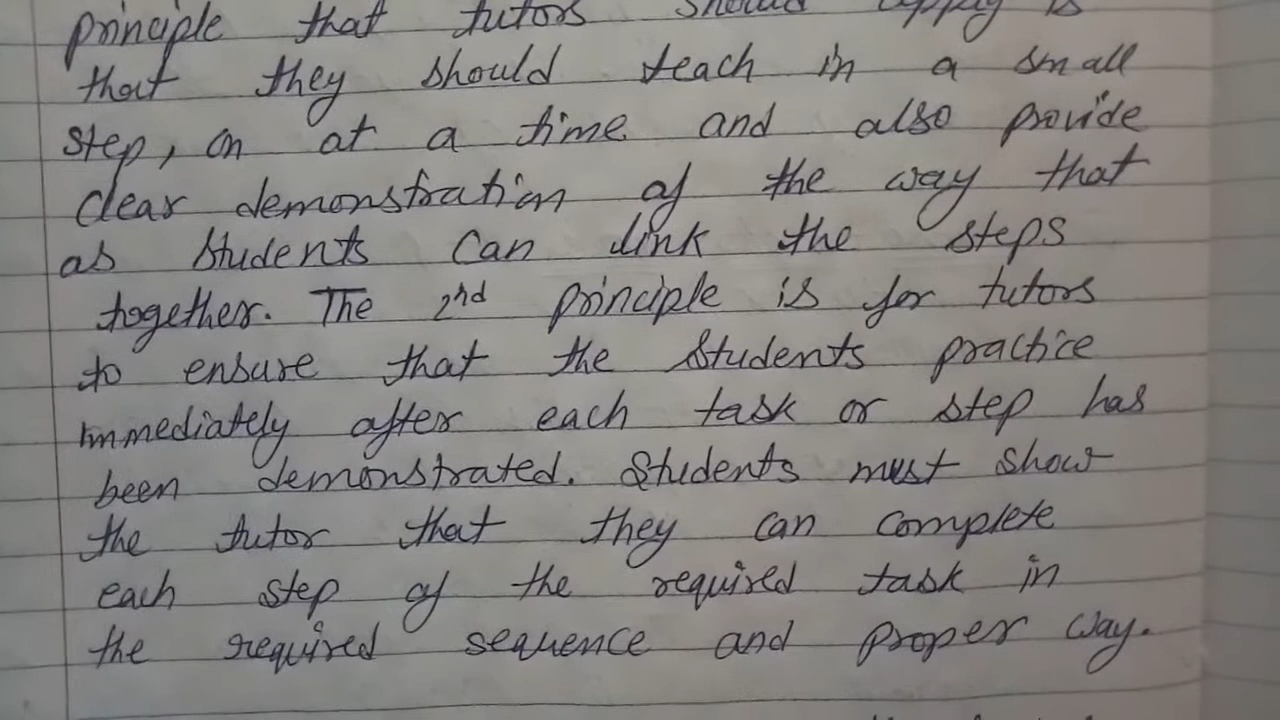 principle that tutors should apply is
that they should teach in a small
step, on at a time and also provide
clear demonstration of the way that
as students can link the steps
together. The 2nd principle is for tutors
to ensure that the students practice
immediately after each task or step has
been demonstrated. Students must show
the tutor that they can complete
each step of the required task in
the required sequence and proper way.